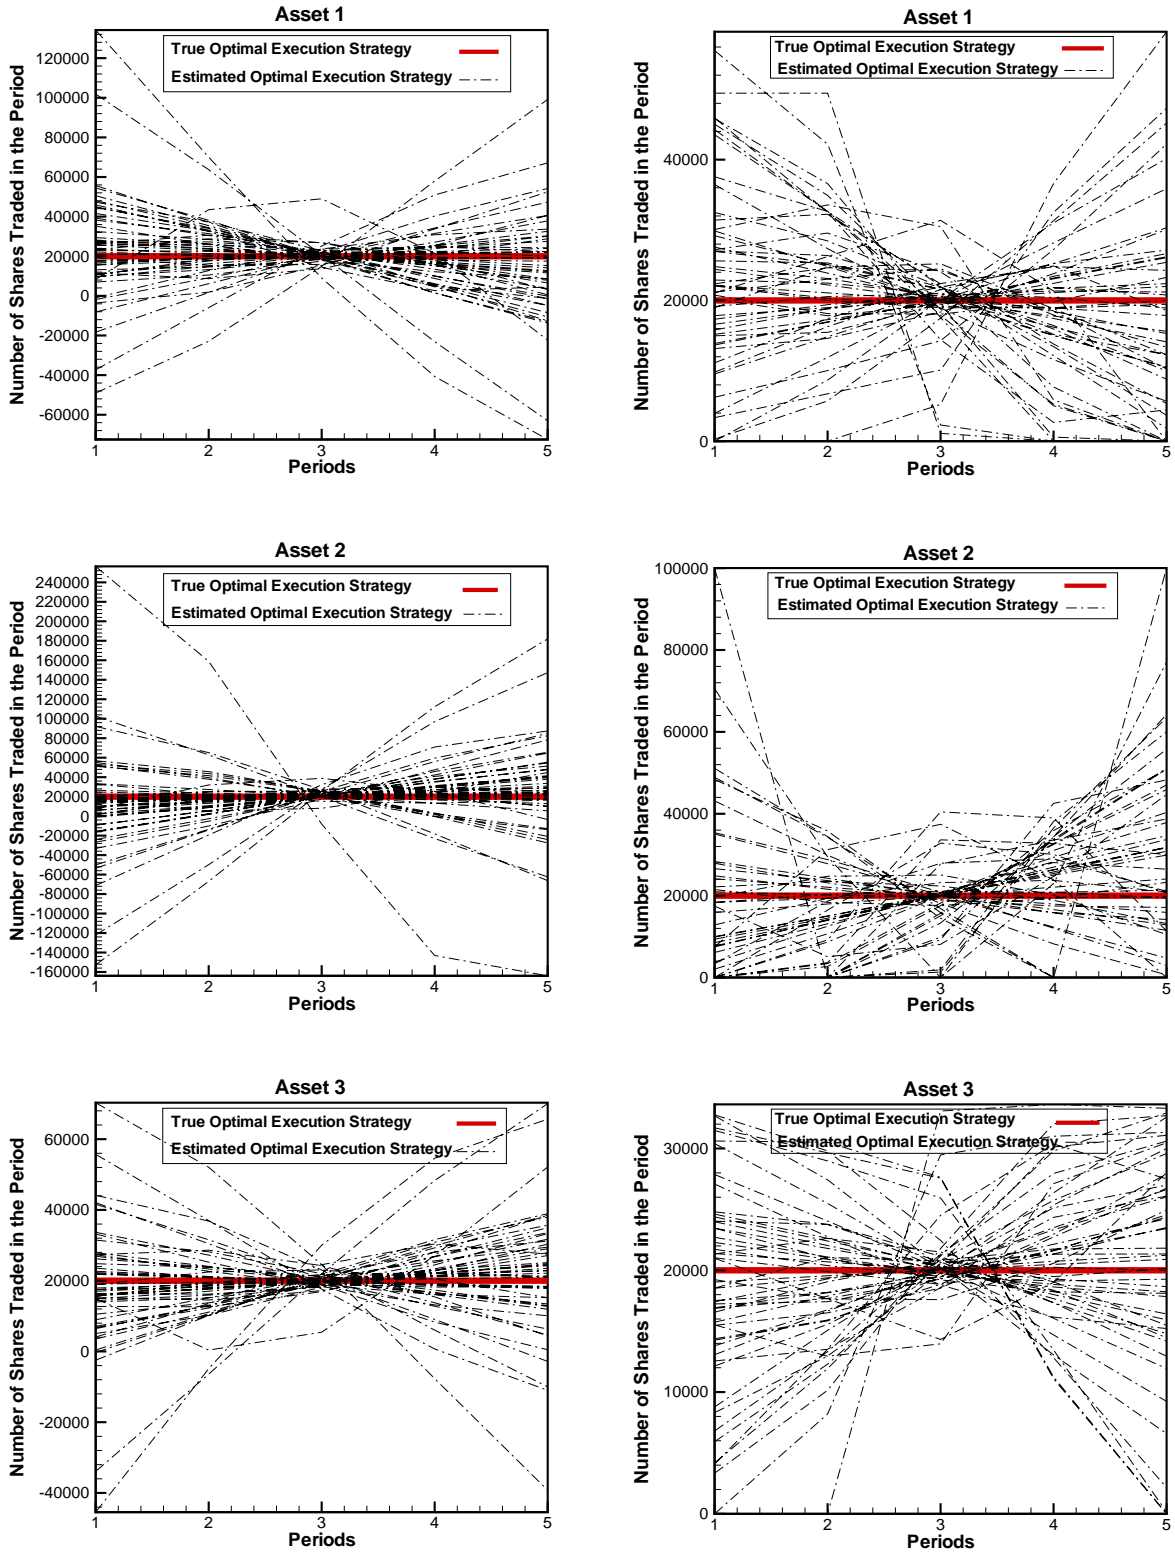 Asset 1
Number of Shares Traded in the Period
True Optimal Execution Strategy
Estimated Optimal Execution Strategy
120000
100000
80000
60000
40000
20000
0
-20000
-40000
-60000
1 2 3 4 5
Periods
Asset 1
Number of Shares Traded in the Period
True Optimal Execution Strategy
Estimated Optimal Execution Strategy
40000
20000
0
1 2 3 4 5
Periods
Asset 2
Number of Shares Traded in the Period
True Optimal Execution Strategy
Estimated Optimal Execution Strategy
240000
220000
200000
180000
160000
140000
120000
100000
80000
60000
40000
20000
0
-20000
-40000
-60000
-80000
-100000
-120000
-140000
-160000
1 2 3 4 5
Periods
Asset 2
Number of Shares Traded in the Period
True Optimal Execution Strategy
Estimated Optimal Execution Strategy
100000
80000
60000
40000
20000
0
1 2 3 4 5
Periods
Asset 3
Number of Shares Traded in the Period
True Optimal Execution Strategy
Estimated Optimal Execution Strategy
60000
40000
20000
0
-20000
-40000
1 2 3 4 5
Periods
Asset 3
Number of Shares Traded in the Period
True Optimal Execution Strategy
Estimated Optimal Execution Strategy
30000
20000
10000
0
1 2 3 4 5
Periods